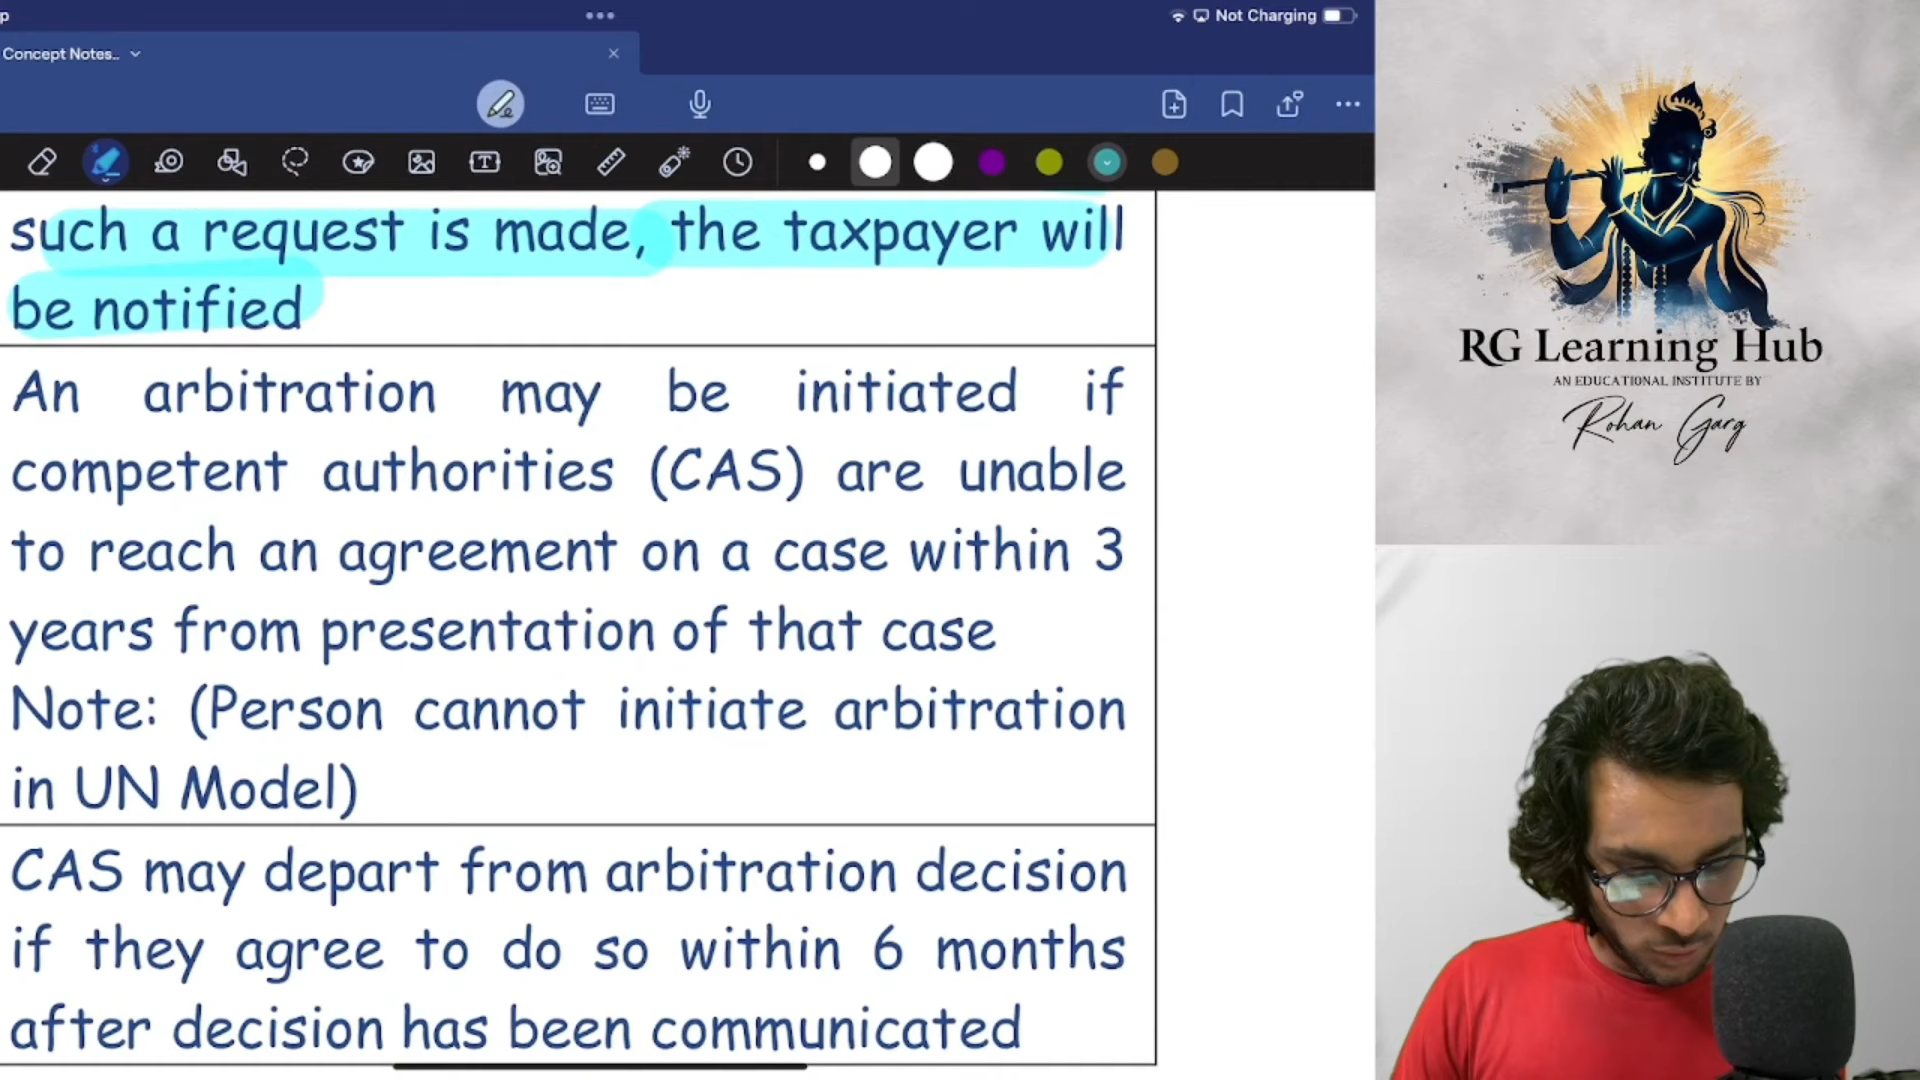 p
Not Charging
Concept Notes..
such a request is made, the taxpayer will
be notified
An arbitration may be initiated if
competent authorities (CAS) are unable
to reach an agreement on a case within 3
years from presentation of that case
Note: (Person cannot initiate arbitration
in UN Model)
CAS may depart from arbitration decision
if they agree to do so within 6 months
after decision has been communicated
RG Learning Hub
AN EDUCATIONAL INSTITUTE BY
Rohan Garg